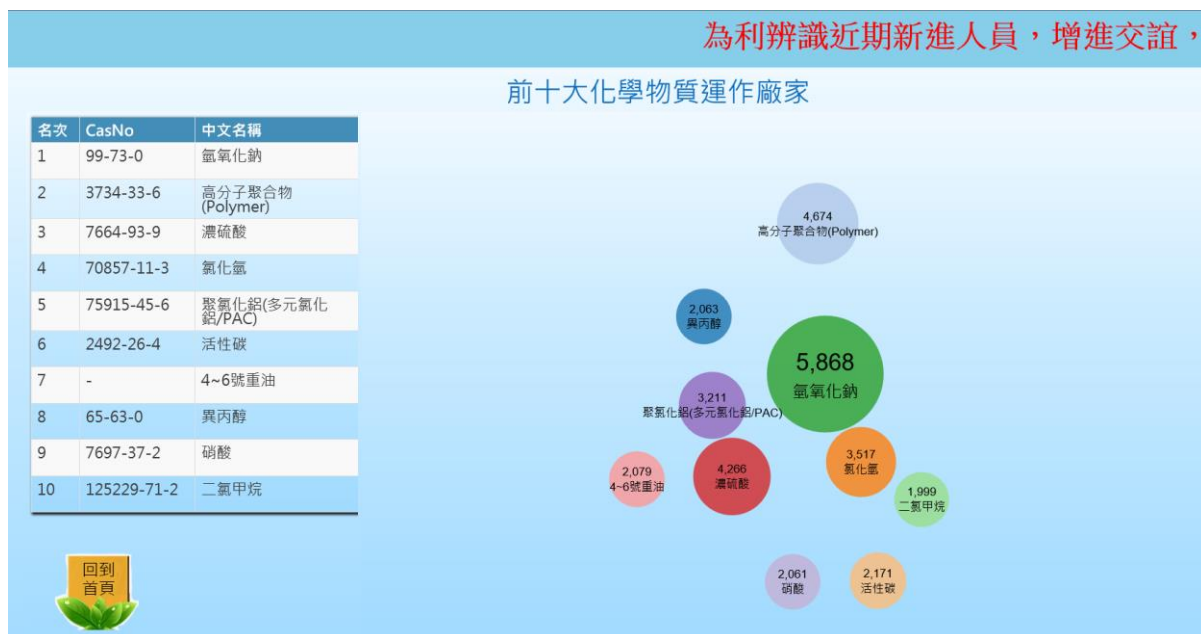 為利辨識近期新進人員，增進交誼，
前十大化學物質運作廠家
名次 CasNo 中文名稱
1 99-73-0 氫氧化鈉
2 3734-33-6 高分子聚合物
(Polymer)
3 7664-93-9 濃硫酸
4 70857-11-3 氯化氫
5 75915-45-6 聚氯化鋁(多元氯化
鋁/PAC)
6 2492-26-4 活性碳
7 - 4~6號重油
8 65-63-0 異丙醇
9 7697-37-2 硝酸
10 125229-71-2 二氯甲烷
4,674
高分子聚合物(Polymer)
2,063
異丙醇
5,868
氫氧化鈉
3,211
聚氯化鋁(多元氯化鋁/PAC)
3,517
氯化氫
2,079
4~6號重油
4,266
濃硫酸
1,999
二氯甲烷
2,061
硝酸
2,171
活性碳
回到
首頁